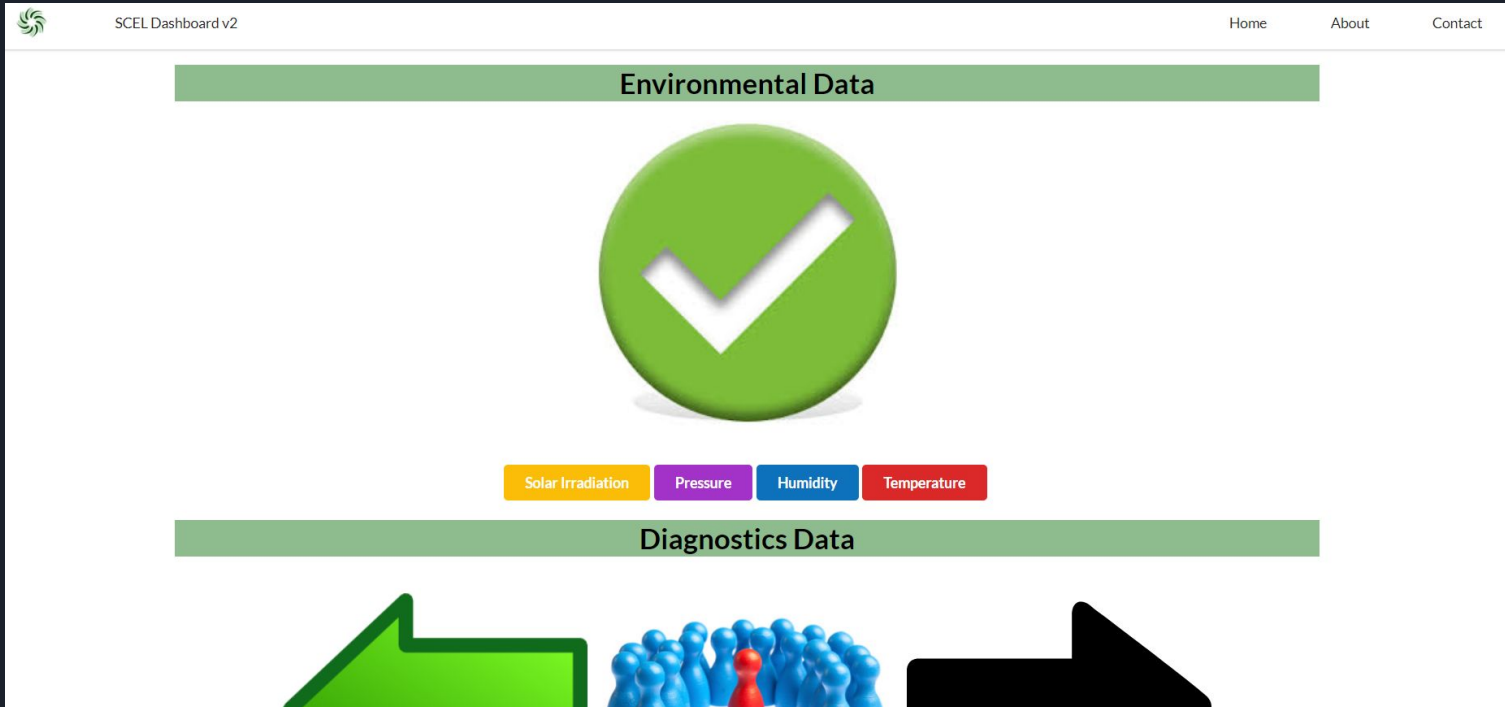 SCEL Dashboard v2 Home About Contact
Environmental Data
Solar Irradiation Pressure Humidity Temperature
Diagnostics Data